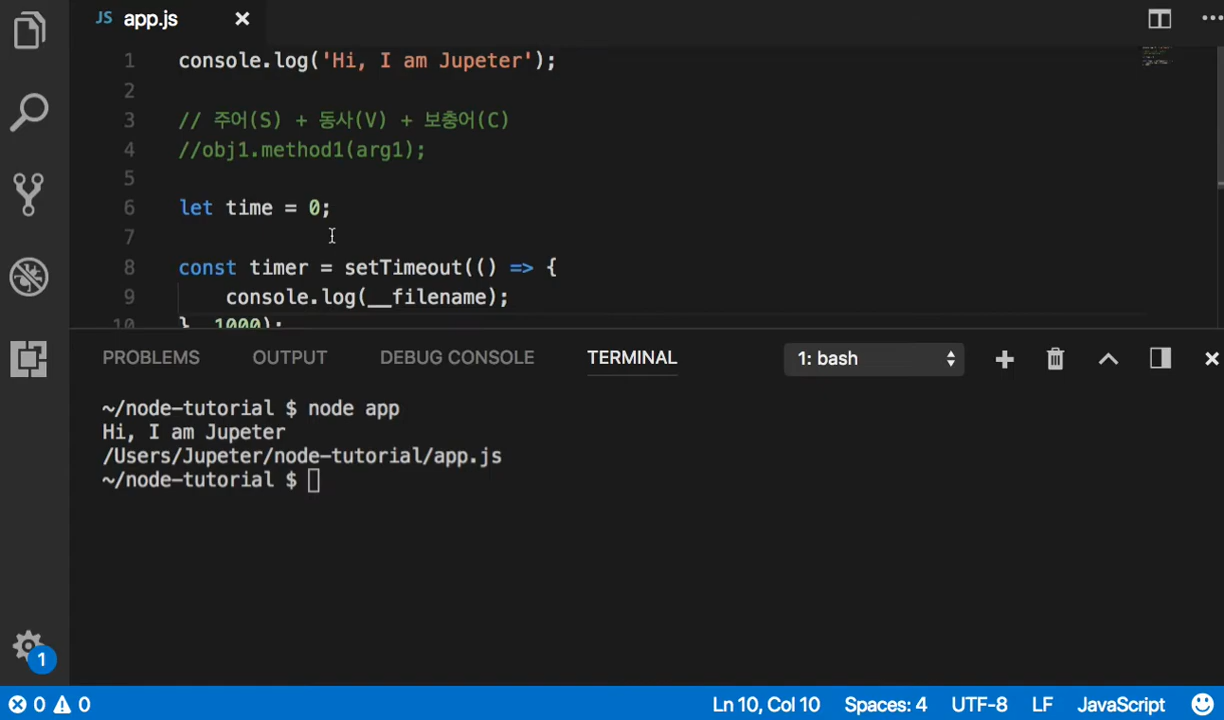 JS app.js
1 console.log('Hi, I am Jupeter');
2
3 // 주어(S) + 동사(V) + 보충어(C)
4 //obj1.method1(arg1);
5
6 let time = 0;
7
8 const timer = setTimeout(() => {
9 console.log(__filename);
10 }, 1000);
PROBLEMS OUTPUT DEBUG CONSOLE TERMINAL 1: bash
~/node-tutorial $ node app
Hi, I am Jupeter
/Users/Jupeter/node-tutorial/app.js
~/node-tutorial $
1
0 0 Ln 10, Col 10 Spaces: 4 UTF-8 LF JavaScript